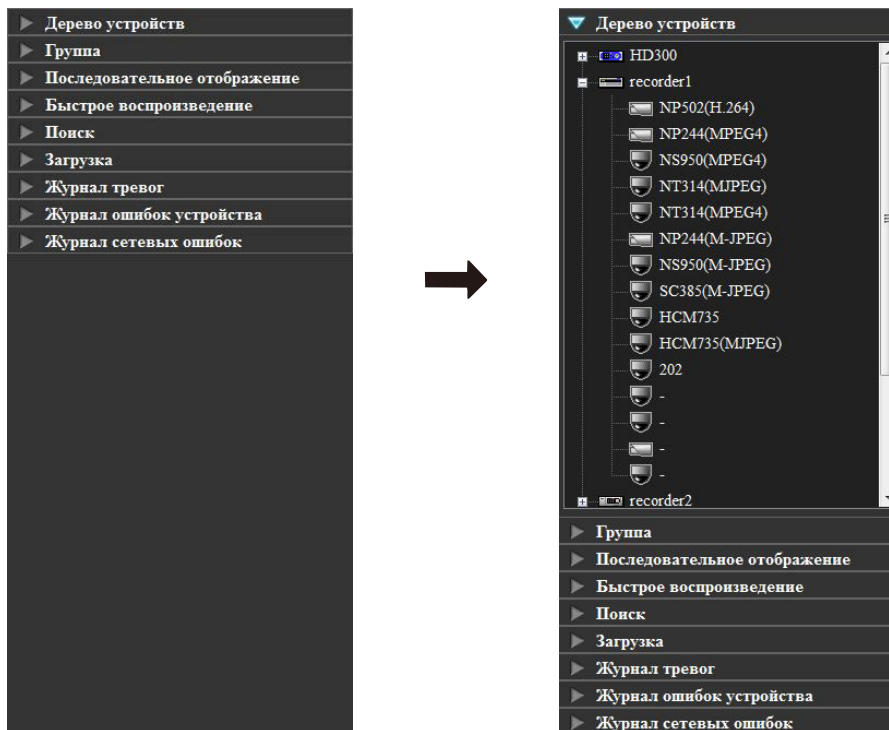 Дерево устройств
Группа
Последовательное отображение
Быстрое воспроизведение
Поиск
Загрузка
Журнал тревог
Журнал ошибок устройства
Журнал сетевых ошибок
Дерево устройств
HD300
recorder1
NP502(H.264)
NP244(MPEG4)
NS950(MPEG4)
NT314(MJPEG)
NT314(MPEG4)
NP244(M-JPEG)
NS950(M-JPEG)
SC385(M-JPEG)
HCM735
HCM735(MJPEG)
202
-
-
-
-
recorder2
Группа
Последовательное отображение
Быстрое воспроизведение
Поиск
Загрузка
Журнал тревог
Журнал ошибок устройства
Журнал сетевых ошибок